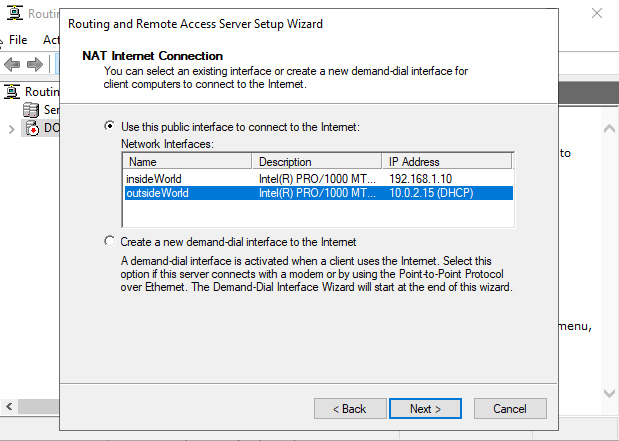 Routin
Routing and Remote Access Server Setup Wizard
File
Act
NAT Internet Connection
You can select an existing interface or create a new demand-dial interface for
client computers to connect to the Internet.
Routin
Ser
DO
Use this public interface to connect to the Internet:
Network Interfaces:
Name Description IP Address
insideWorld Intel(R) PRO/1000 MT... 192.168.1.10
outsideWorld Intel(R) PRO/1000 MT... 10.0.2.15 (DHCP)
to
Create a new demand-dial interface to the Internet
A demand-dial interface is activated when a client uses the Internet. Select this
option if this server connects with a modem or by using the Point-to-Point Protocol
over Ethernet. The Demand-Dial Interface Wizard will start at the end of this wizard.
menu,
< Back Next > Cancel